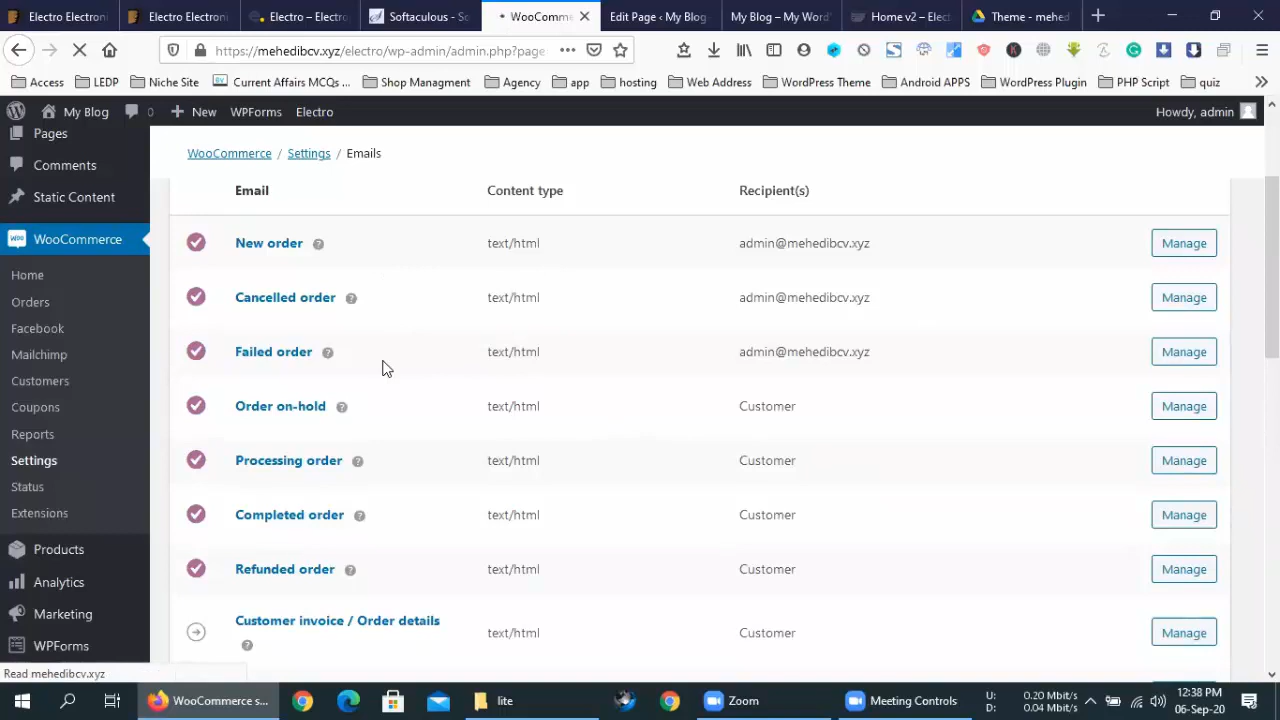 Electro Electroni
Electro Electroni
Electro – Electro
Softaculous - So
WooComme
Edit Page ‹ My Blog
My Blog – My Word
Home v2 – Elect
Theme - mehed
https://mehedibcv.xyz/electro/wp-admin/admin.php?page
Access
LEDP
Niche Site
Current Affairs MCQs ...
Shop Managment
Agency
app
hosting
Web Address
WordPress Theme
Android APPS
WordPress Plugin
PHP Script
quiz
My Blog
0
New
WPForms
Electro
Howdy, admin
Pages
Comments
Static Content
WooCommerce
Home
Orders
Facebook
Mailchimp
Customers
Coupons
Reports
Settings
Status
Extensions
Products
Analytics
Marketing
WPForms
WooCommerce / Settings / Emails
Email Content type Recipient(s)
New order text/html admin@mehedibcv.xyz Manage
Cancelled order text/html admin@mehedibcv.xyz Manage
Failed order text/html admin@mehedibcv.xyz Manage
Order on-hold text/html Customer Manage
Processing order text/html Customer Manage
Completed order text/html Customer Manage
Refunded order text/html Customer Manage
Customer invoice / Order details text/html Customer Manage
Read mehedibcv.xyz
WooCommerce s...
lite
Zoom
Meeting Controls
U: 0.20 Mbit/s
D: 0.04 Mbit/s
12:38 PM
06-Sep-20